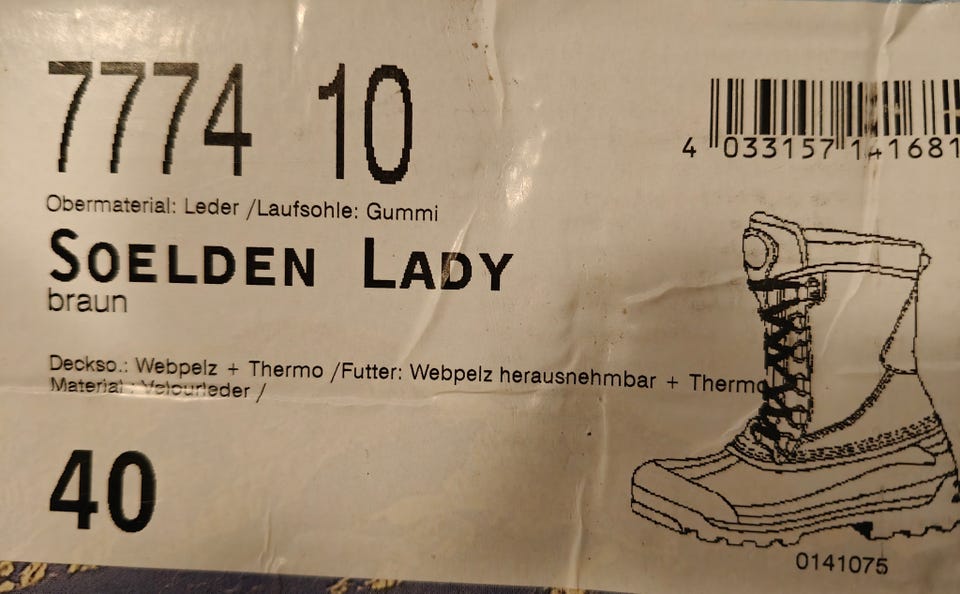 7774 10
4 033157 141681
Obermaterial: Leder /Laufsohle: Gummi
SOELDEN LADY
braun
Deckso.: Webpelz + Thermo /Futter: Webpelz herausnehmbar + Thermo
Material : Velourleder /
40
0141075